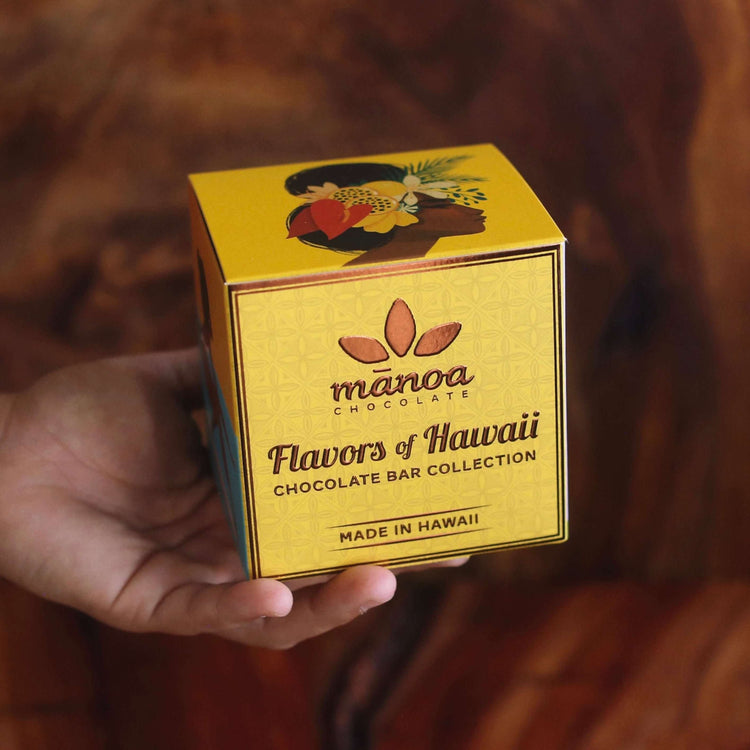 mānoa
CHOCOLATE
Flavors of Hawaii
CHOCOLATE BAR COLLECTION
MADE IN HAWAII